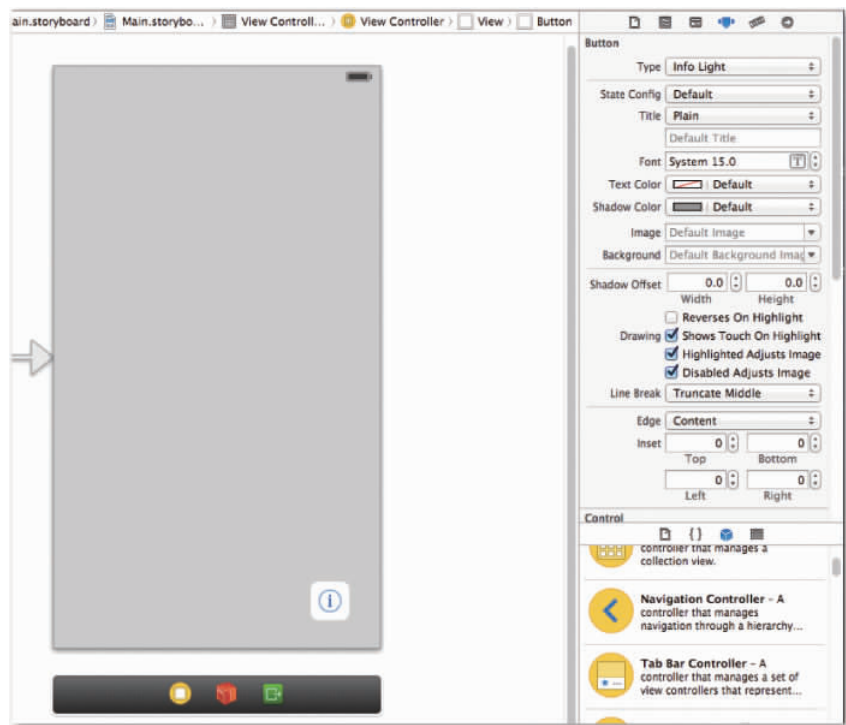 ain.storyboard › Main.storybo... › View Controll... › View Controller › View › Button
Button
Type Info Light
State Config Default
Title Plain
Default Title
Font System 15.0 T
Text Color Default
Shadow Color Default
Image Default Image
Background Default Background Imag
Shadow Offset 0.0 0.0
Width Height
Reverses On Highlight
Drawing Shows Touch On Highlight
Highlighted Adjusts Image
Disabled Adjusts Image
Line Break Truncate Middle
Edge Content
Inset 0 0
Top Bottom
0 0
Left Right
Control
{ }
controller that manages a
collection view.
Navigation Controller - A
controller that manages
navigation through a hierarchy...
Tab Bar Controller - A
controller that manages a set of
view controllers that represent...
i